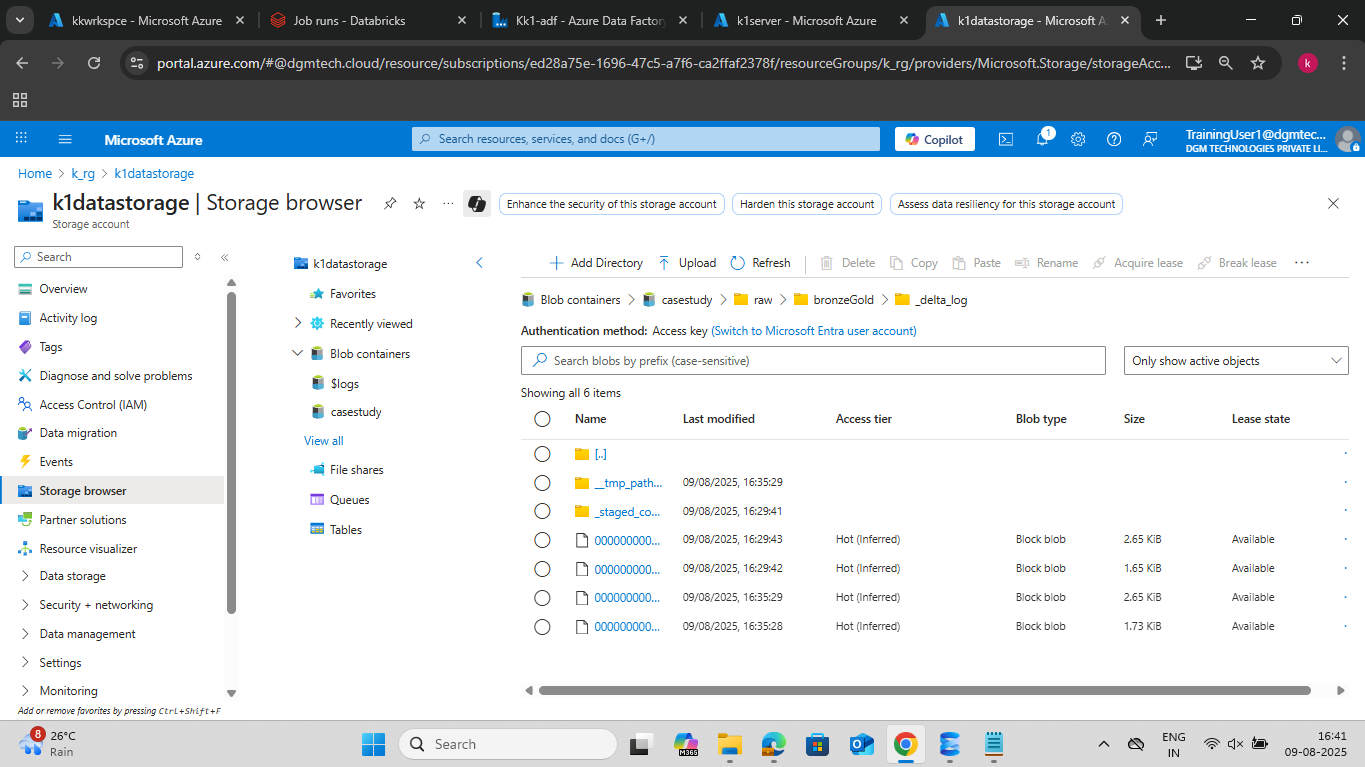 kkwrkspce - Microsoft Azure
Job runs - Databricks
Kk1-adf - Azure Data Factory
k1server - Microsoft Azure
k1datastorage - Microsoft A
portal.azure.com/#@dgmtech.cloud/resource/subscriptions/ed28a75e-1696-47c5-a7f6-ca2ffaf2378f/resourceGroups/k_rg/providers/Microsoft.Storage/storageAcc...
k
Microsoft Azure
Search resources, services, and docs (G+/)
Copilot
1
TrainingUser1@dgmtec...
DGM TECHNOLOGIES PRIVATE LI...
Home > k_rg > k1datastorage
k1datastorage | Storage browser
Storage account
Enhance the security of this storage account
Harden this storage account
Assess data resiliency for this storage account
Search
Overview
Activity log
Tags
Diagnose and solve problems
Access Control (IAM)
Data migration
Events
Storage browser
Partner solutions
Resource visualizer
Data storage
Security + networking
Data management
Settings
Monitoring
Add or remove favorites by pressing Ctrl+Shift+F
k1datastorage
Favorites
Recently viewed
Blob containers
$logs
casestudy
View all
File shares
Queues
Tables
Add Directory Upload Refresh Delete Copy Paste Rename Acquire lease Break lease
Blob containers > casestudy > raw > bronzeGold > _delta_log
Authentication method: Access key (Switch to Microsoft Entra user account)
Search blobs by prefix (case-sensitive)
Only show active objects
Showing all 6 items
Name Last modified Access tier Blob type Size Lease state
[..]
__tmp_path... 09/08/2025, 16:35:29
_staged_co... 09/08/2025, 16:29:41
000000000... 09/08/2025, 16:29:43 Hot (Inferred) Block blob 2.65 KiB Available
000000000... 09/08/2025, 16:29:42 Hot (Inferred) Block blob 1.65 KiB Available
000000000... 09/08/2025, 16:35:29 Hot (Inferred) Block blob 2.65 KiB Available
000000000... 09/08/2025, 16:35:28 Hot (Inferred) Block blob 1.73 KiB Available
8
26°C
Rain
Search
M365
ENG
IN
16:41
09-08-2025